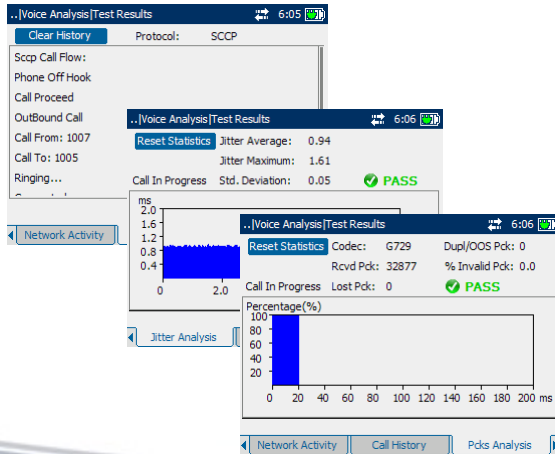 ..|Voice Analysis|Test Results 6:05
Clear History Protocol: SCCP
Sccp Call Flow:
Phone Off Hook
Call Proceed
OutBound Call
Call From: 1007
Call To: 1005
Ringing...
Network Activity
..|Voice Analysis|Test Results 6:06
Reset Statistics Jitter Average: 0.94
Jitter Maximum: 1.61
Call In Progress Std. Deviation: 0.05 PASS
ms
2.0
1.6
1.2
0.8
0.4
0 2.0
Jitter Analysis
..|Voice Analysis|Test Results 6:06
Reset Statistics Codec: G729 Dupl/OOS Pck: 0
Rcvd Pck: 32877 % Invalid Pck: 0.0
Call In Progress Lost Pck: 0 PASS
Percentage(%)
100
80
60
40
20
0 20 40 60 80 100 120 140 160 180 200 ms
Network Activity Call History Pcks Analysis